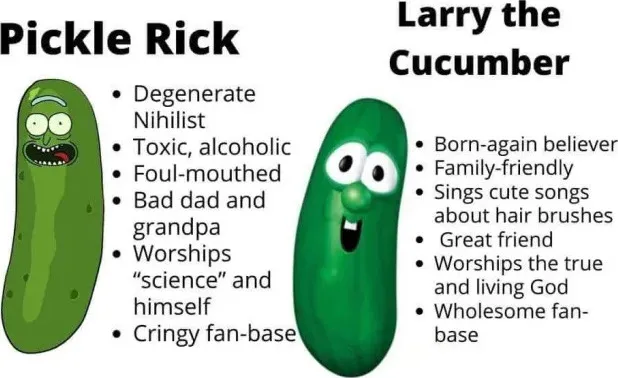 Pickle Rick
• Degenerate
Nihilist
• Toxic, alcoholic
• Foul-mouthed
• Bad dad and
grandpa
• Worships
“science” and
himself
• Cringy fan-base
Larry the
Cucumber
• Born-again believer
• Family-friendly
• Sings cute songs
about hair brushes
• Great friend
• Worships the true
and living God
• Wholesome fan-
base